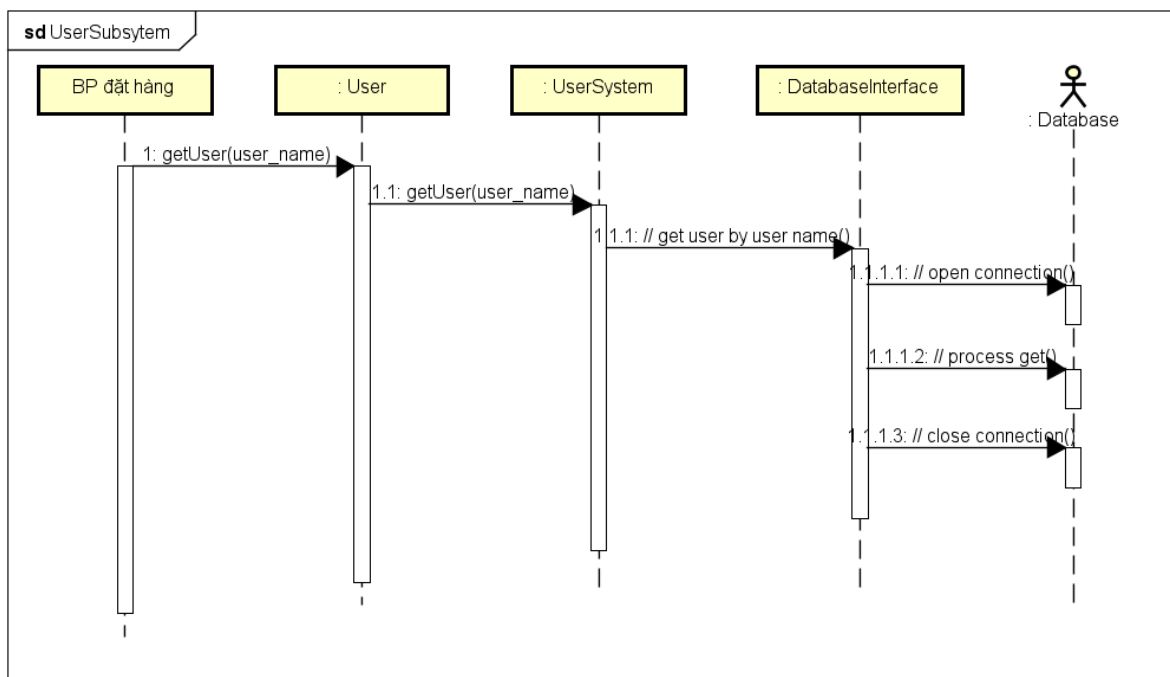 sd UserSubsytem
BP đặt hàng
: User
: UserSystem
: DatabaseInterface
: Database
1: getUser(user_name)
1.1: getUser(user_name)
1.1.1: // get user by user name()
1.1.1.1: // open connection()
1.1.1.2: // process get()
1.1.1.3: // close connection()